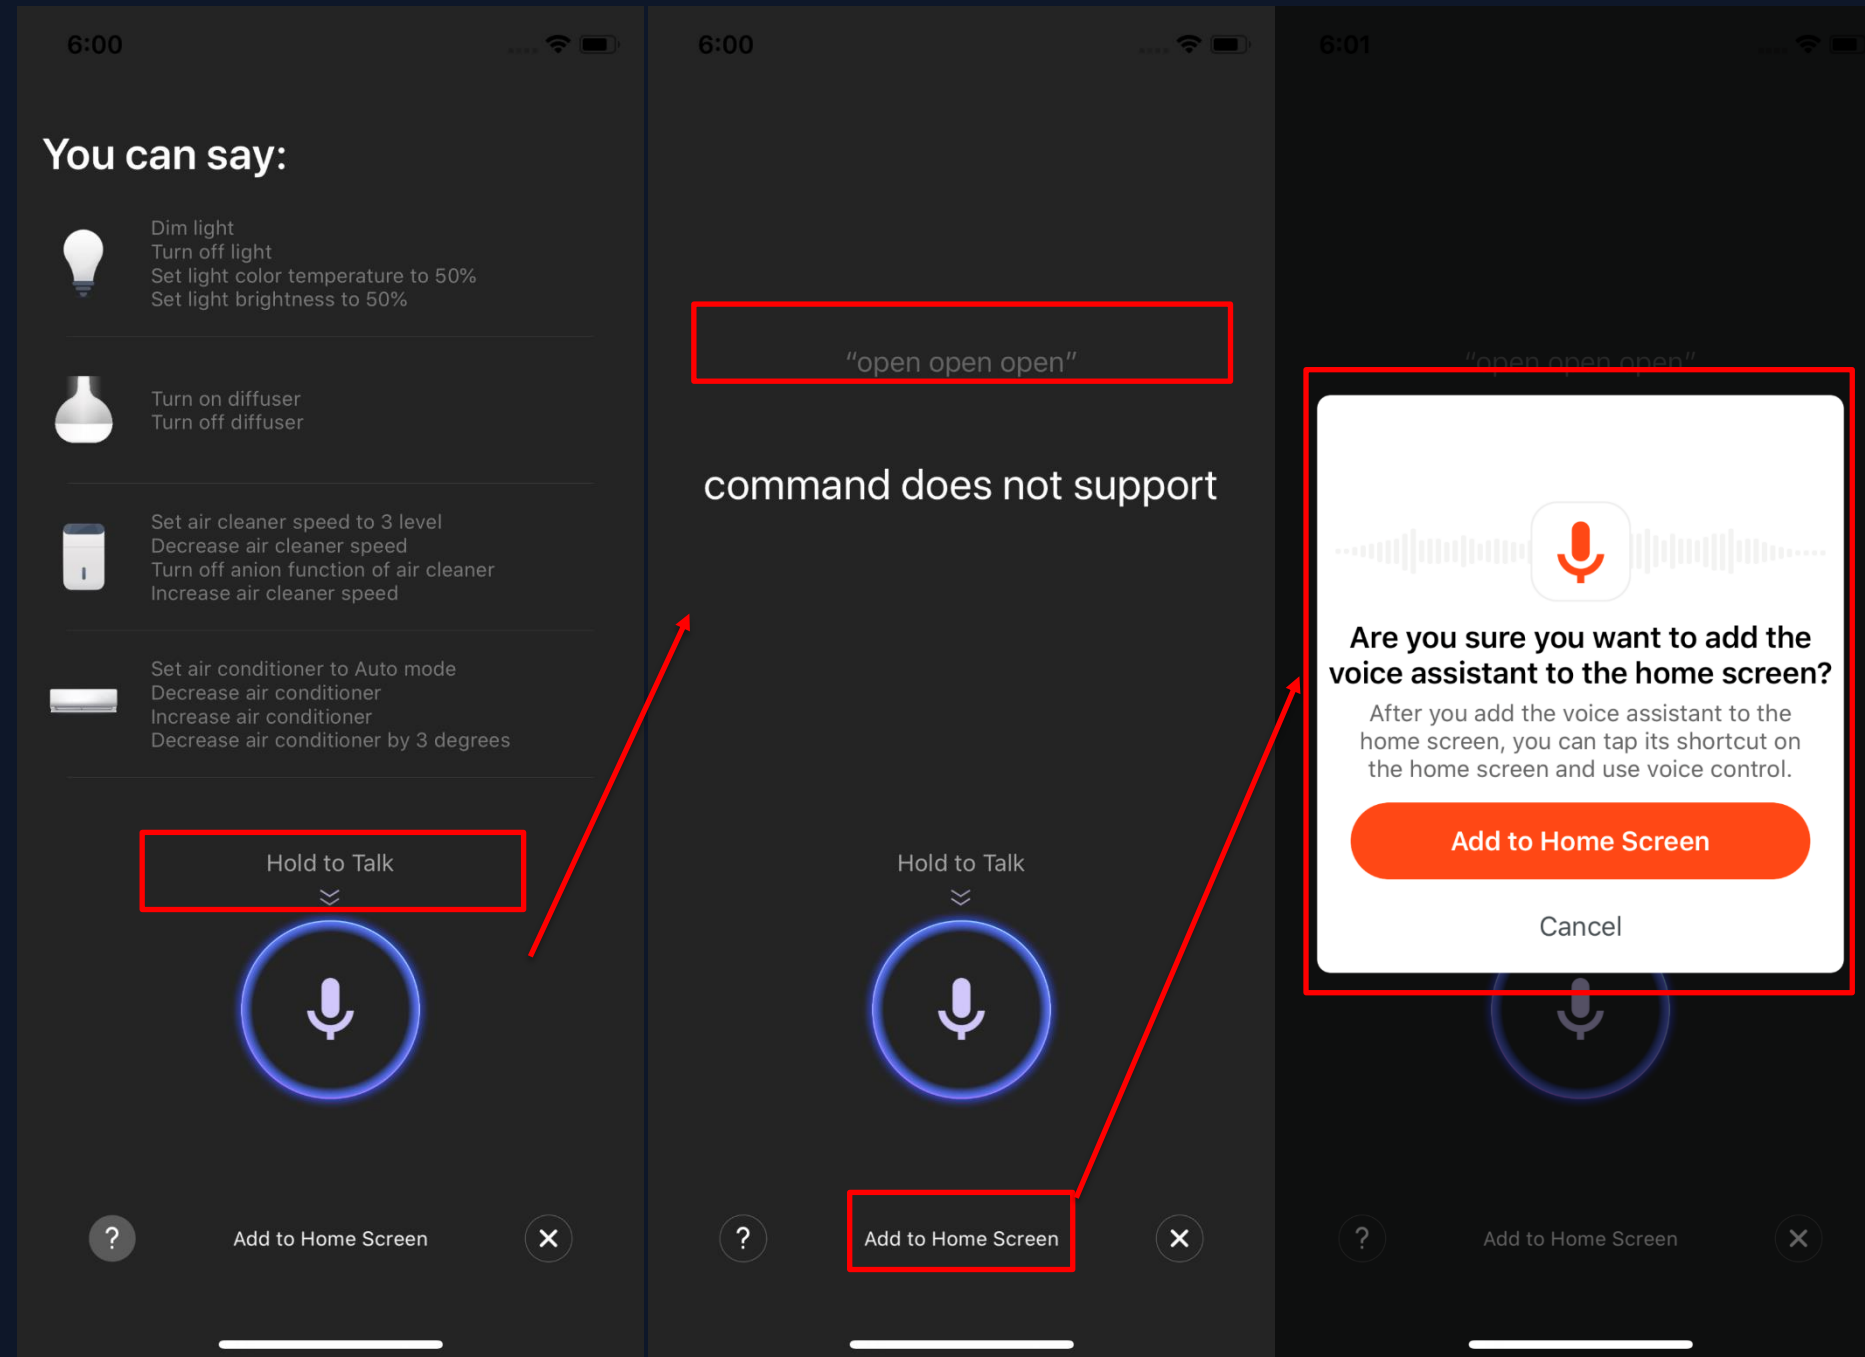 6:00
You can say:
Dim light
Turn off light
Set light color temperature to 50%
Set light brightness to 50%
Turn on diffuser
Turn off diffuser
Set air cleaner speed to 3 level
Decrease air cleaner speed
Turn off anion function of air cleaner
Increase air cleaner speed
Set air conditioner to Auto mode
Decrease air conditioner
Increase air conditioner
Decrease air conditioner by 3 degrees
Hold to Talk
?
Add to Home Screen
6:00
“open open open”
command does not support
Hold to Talk
?
Add to Home Screen
6:01
“open open open”
Are you sure you want to add the
voice assistant to the home screen?
After you add the voice assistant to the
home screen, you can tap its shortcut on
the home screen and use voice control.
Add to Home Screen
Cancel
?
Add to Home Screen